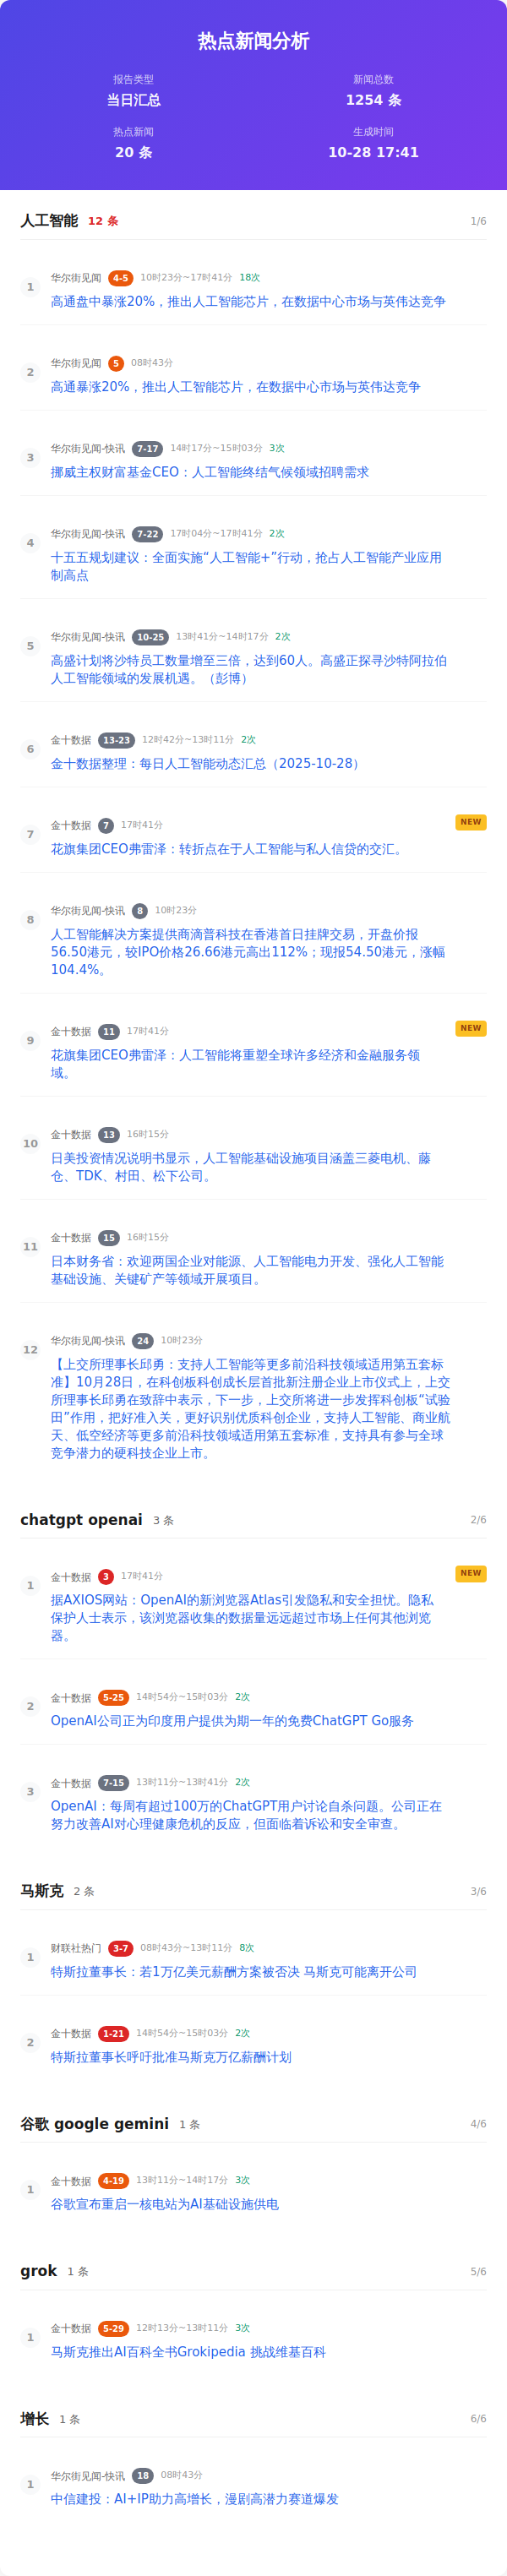 热点新闻分析
报告类型
新闻总数
当日汇总
1254 条
热点新闻
生成时间
20 条
10-28 17:41
人工智能 12 条 1/6
1
华尔街见闻 4-5 10时23分~17时41分 18次
高通盘中暴涨20%，推出人工智能芯片，在数据中心市场与英伟达竞争
2
华尔街见闻 5 08时43分
高通暴涨20%，推出人工智能芯片，在数据中心市场与英伟达竞争
3
华尔街见闻-快讯 7-17 14时17分~15时03分 3次
挪威主权财富基金CEO：人工智能终结气候领域招聘需求
4
华尔街见闻-快讯 7-22 17时04分~17时41分 2次
十五五规划建议：全面实施“人工智能+”行动，抢占人工智能产业应用
制高点
5
华尔街见闻-快讯 10-25 13时41分~14时17分 2次
高盛计划将沙特员工数量增至三倍，达到60人。高盛正探寻沙特阿拉伯
人工智能领域的发展机遇。（彭博）
6
金十数据 13-23 12时42分~13时11分 2次
金十数据整理：每日人工智能动态汇总（2025-10-28）
7
金十数据 7 17时41分 NEW
花旗集团CEO弗雷泽：转折点在于人工智能与私人信贷的交汇。
8
华尔街见闻-快讯 8 10时23分
人工智能解决方案提供商滴普科技在香港首日挂牌交易，开盘价报
56.50港元，较IPO价格26.66港元高出112%；现报54.50港元，涨幅
104.4%。
9
金十数据 11 17时41分 NEW
花旗集团CEO弗雷泽：人工智能将重塑全球许多经济和金融服务领
域。
10
金十数据 13 16时15分
日美投资情况说明书显示，人工智能基础设施项目涵盖三菱电机、藤
仓、TDK、村田、松下公司。
11
金十数据 15 16时15分
日本财务省：欢迎两国企业对能源、人工智能电力开发、强化人工智能
基础设施、关键矿产等领域开展项目。
12
华尔街见闻-快讯 24 10时23分
【上交所理事长邱勇：支持人工智能等更多前沿科技领域适用第五套标
准】10月28日，在科创板科创成长层首批新注册企业上市仪式上，上交
所理事长邱勇在致辞中表示，下一步，上交所将进一步发挥科创板“试验
田”作用，把好准入关，更好识别优质科创企业，支持人工智能、商业航
天、低空经济等更多前沿科技领域适用第五套标准，支持具有参与全球
竞争潜力的硬科技企业上市。
chatgpt openai 3 条 2/6
1
金十数据 3 17时41分 NEW
据AXIOS网站：OpenAI的新浏览器Atlas引发隐私和安全担忧。隐私
保护人士表示，该浏览器收集的数据量远远超过市场上任何其他浏览
器。
2
金十数据 5-25 14时54分~15时03分 2次
OpenAI公司正为印度用户提供为期一年的免费ChatGPT Go服务
3
金十数据 7-15 13时11分~13时41分 2次
OpenAI：每周有超过100万的ChatGPT用户讨论自杀问题。公司正在
努力改善AI对心理健康危机的反应，但面临着诉讼和安全审查。
马斯克 2 条 3/6
1
财联社热门 3-7 08时43分~13时11分 8次
特斯拉董事长：若1万亿美元薪酬方案被否决 马斯克可能离开公司
2
金十数据 1-21 14时54分~15时03分 2次
特斯拉董事长呼吁批准马斯克万亿薪酬计划
谷歌 google gemini 1 条 4/6
1
金十数据 4-19 13时11分~14时17分 3次
谷歌宣布重启一核电站为AI基础设施供电
grok 1 条 5/6
1
金十数据 5-29 12时13分~13时11分 3次
马斯克推出AI百科全书Grokipedia 挑战维基百科
增长 1 条 6/6
1
华尔街见闻-快讯 18 08时43分
中信建投：AI+IP助力高增长，漫剧高潜力赛道爆发